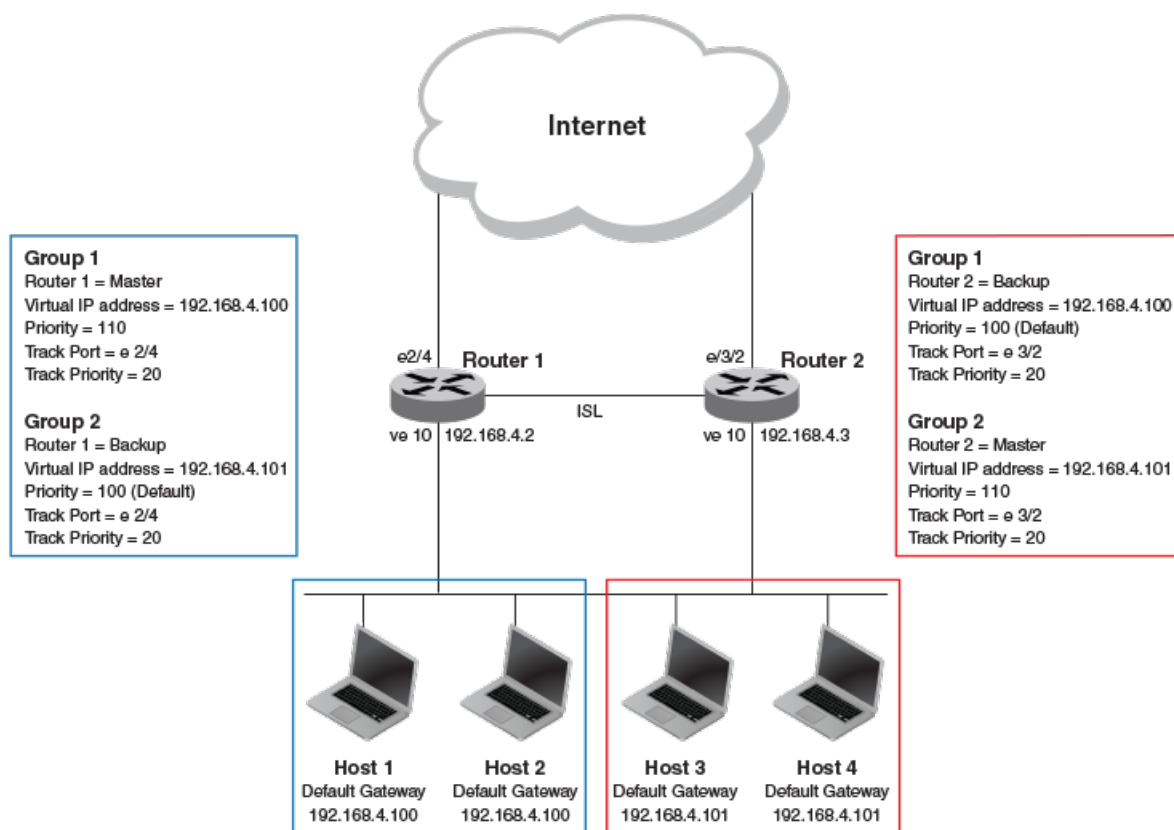 Internet
Group 1
Router 1 = Master
Virtual IP address = 192.168.4.100
Priority = 110
Track Port = e 2/4
Track Priority = 20
Group 2
Router 1 = Backup
Virtual IP address = 192.168.4.101
Priority = 100 (Default)
Track Port = e 2/4
Track Priority = 20
Group 1
Router 2 = Backup
Virtual IP address = 192.168.4.100
Priority = 100 (Default)
Track Port = e 3/2
Track Priority = 20
Group 2
Router 2 = Master
Virtual IP address = 192.168.4.101
Priority = 110
Track Port = e 3/2
Track Priority = 20
e2/4
Router 1
e/3/2
Router 2
ISL
ve 10
192.168.4.2
ve 10
192.168.4.3
Host 1
Default Gateway
192.168.4.100
Host 2
Default Gateway
192.168.4.100
Host 3
Default Gateway
192.168.4.101
Host 4
Default Gateway
192.168.4.101